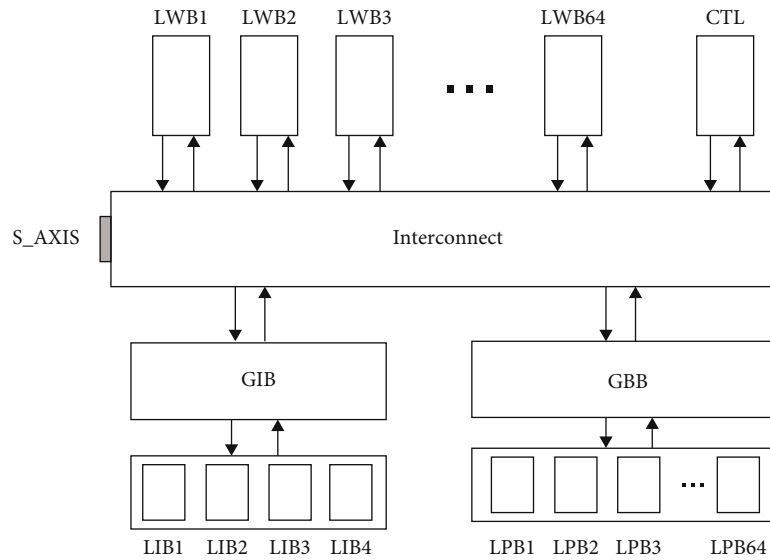 LWB1 LWB2 LWB3 LWB64 CTL
S_AXIS Interconnect
GIB GBB
LIB1 LIB2 LIB3 LIB4 LPB1 LPB2 LPB3 LPB64